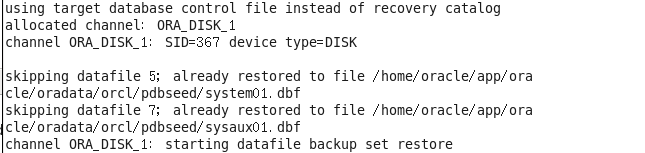 using target database control file instead of recovery catalog
allocated channel: ORA_DISK_1
channel ORA_DISK_1: SID=367 device type=DISK
skipping datafile 5; already restored to file /home/oracle/app/ora
cle/oradata/orcl/pdbseed/system01.dbf
skipping datafile 7; already restored to file /home/oracle/app/ora
cle/oradata/orcl/pdbseed/sysaux01.dbf
channel ORA_DISK_1: starting datafile backup set restore